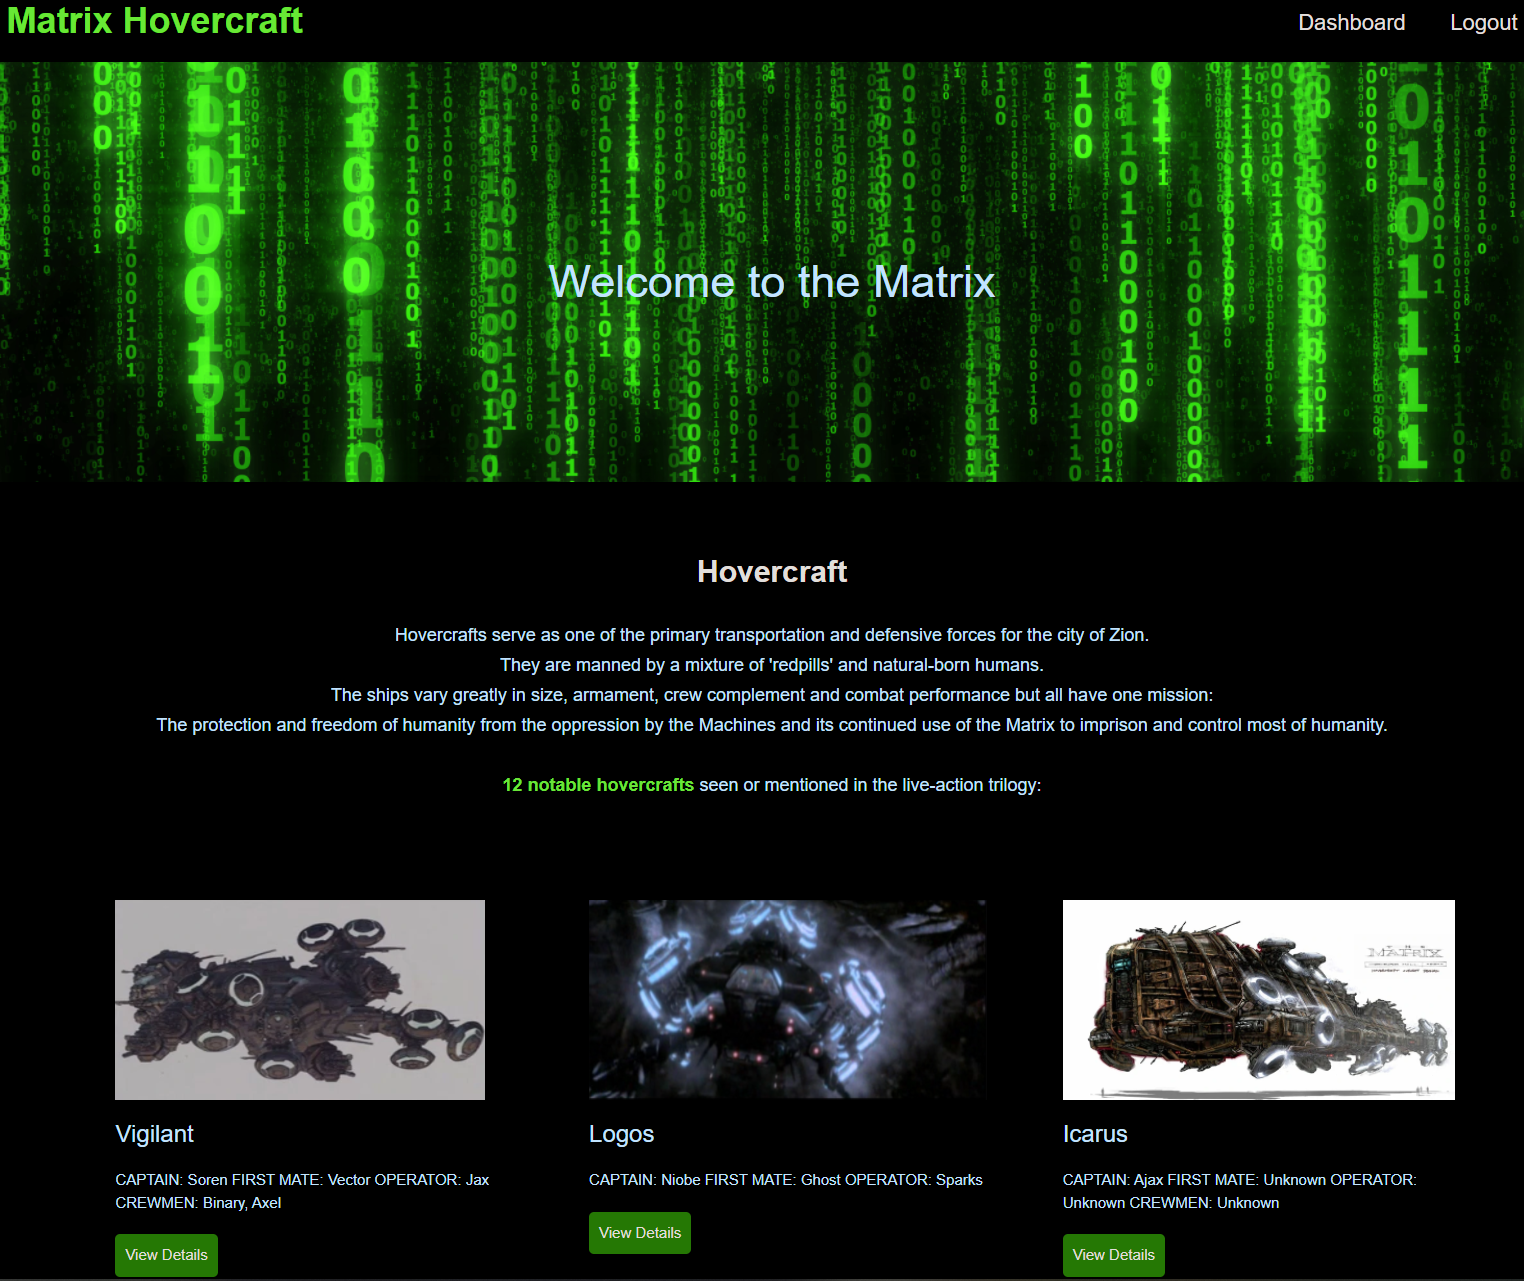 Matrix Hovercraft
Dashboard
Logout
Welcome to the Matrix
Hovercraft
Hovercrafts serve as one of the primary transportation and defensive forces for the city of Zion.
They are manned by a mixture of 'redpills' and natural-born humans.
The ships vary greatly in size, armament, crew complement and combat performance but all have one mission:
The protection and freedom of humanity from the oppression by the Machines and its continued use of the Matrix to imprison and control most of humanity.
12 notable hovercrafts seen or mentioned in the live-action trilogy:
THE
MATRIX
Vigilant
CAPTAIN: Soren FIRST MATE: Vector OPERATOR: Jax
CREWMEN: Binary, Axel
View Details
Logos
CAPTAIN: Niobe FIRST MATE: Ghost OPERATOR: Sparks
View Details
Icarus
CAPTAIN: Ajax FIRST MATE: Unknown OPERATOR:
Unknown CREWMEN: Unknown
View Details